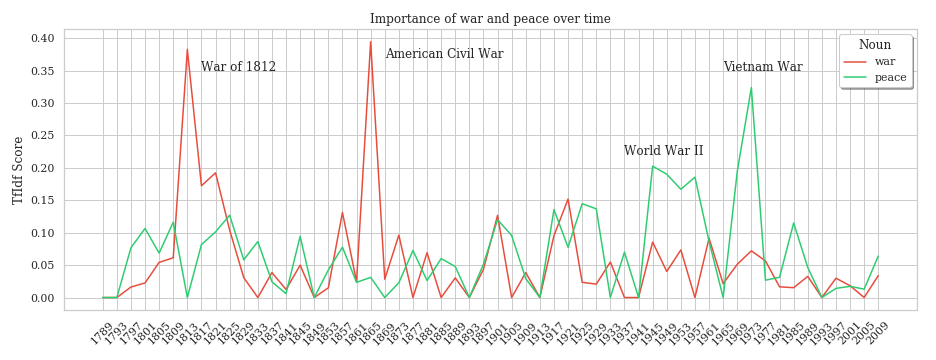 Importance of war and peace over time
TfIdf Score
0.40
0.35
0.30
0.25
0.20
0.15
0.10
0.05
0.00
War of 1812
American Civil War
World War II
Vietnam War
Noun
war
peace
1789 1793 1797 1801 1805 1809 1813 1817 1821 1825 1829 1833 1837 1841 1845 1849 1853 1857 1861 1865 1869 1873 1877 1881 1885 1889 1893 1897 1901 1905 1909 1913 1917 1921 1925 1929 1933 1937 1941 1945 1949 1953 1957 1961 1965 1969 1973 1977 1981 1985 1989 1993 1997 2001 2005 2009